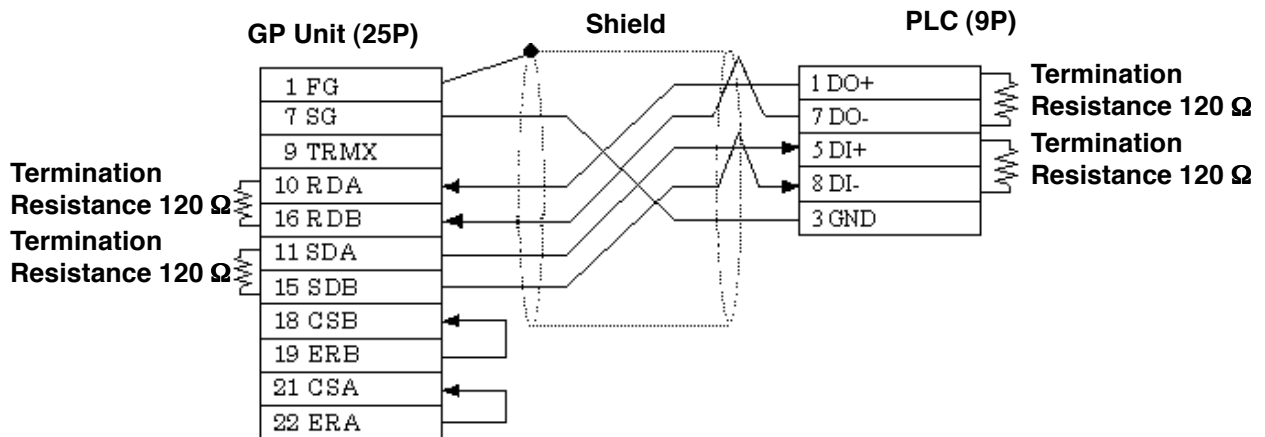 GP Unit (25P)
Shield
PLC (9P)
1 FG
7 SG
9 TRMX
10 RDA
16 RDB
11 SDA
15 SDB
18 CSB
19 ERB
21 CSA
22 ERA
Termination
Resistance 120 Ω
Termination
Resistance 120 Ω
1 DO+
7 DO-
5 DI+
8 DI-
3 GND
Termination
Resistance 120 Ω
Termination
Resistance 120 Ω